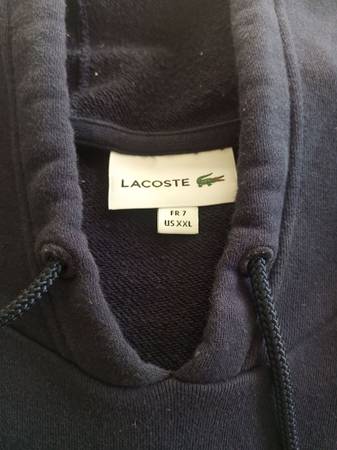 LACOSTE
FR 7
US XXL